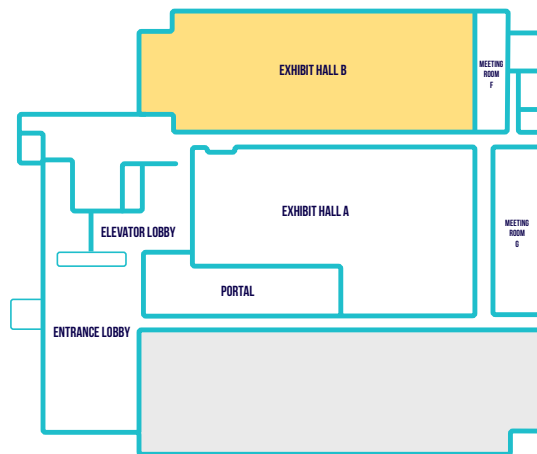 EXHIBIT HALL B
MEETING
ROOM
F
EXHIBIT HALL A
MEETING
ROOM
G
ELEVATOR LOBBY
PORTAL
ENTRANCE LOBBY